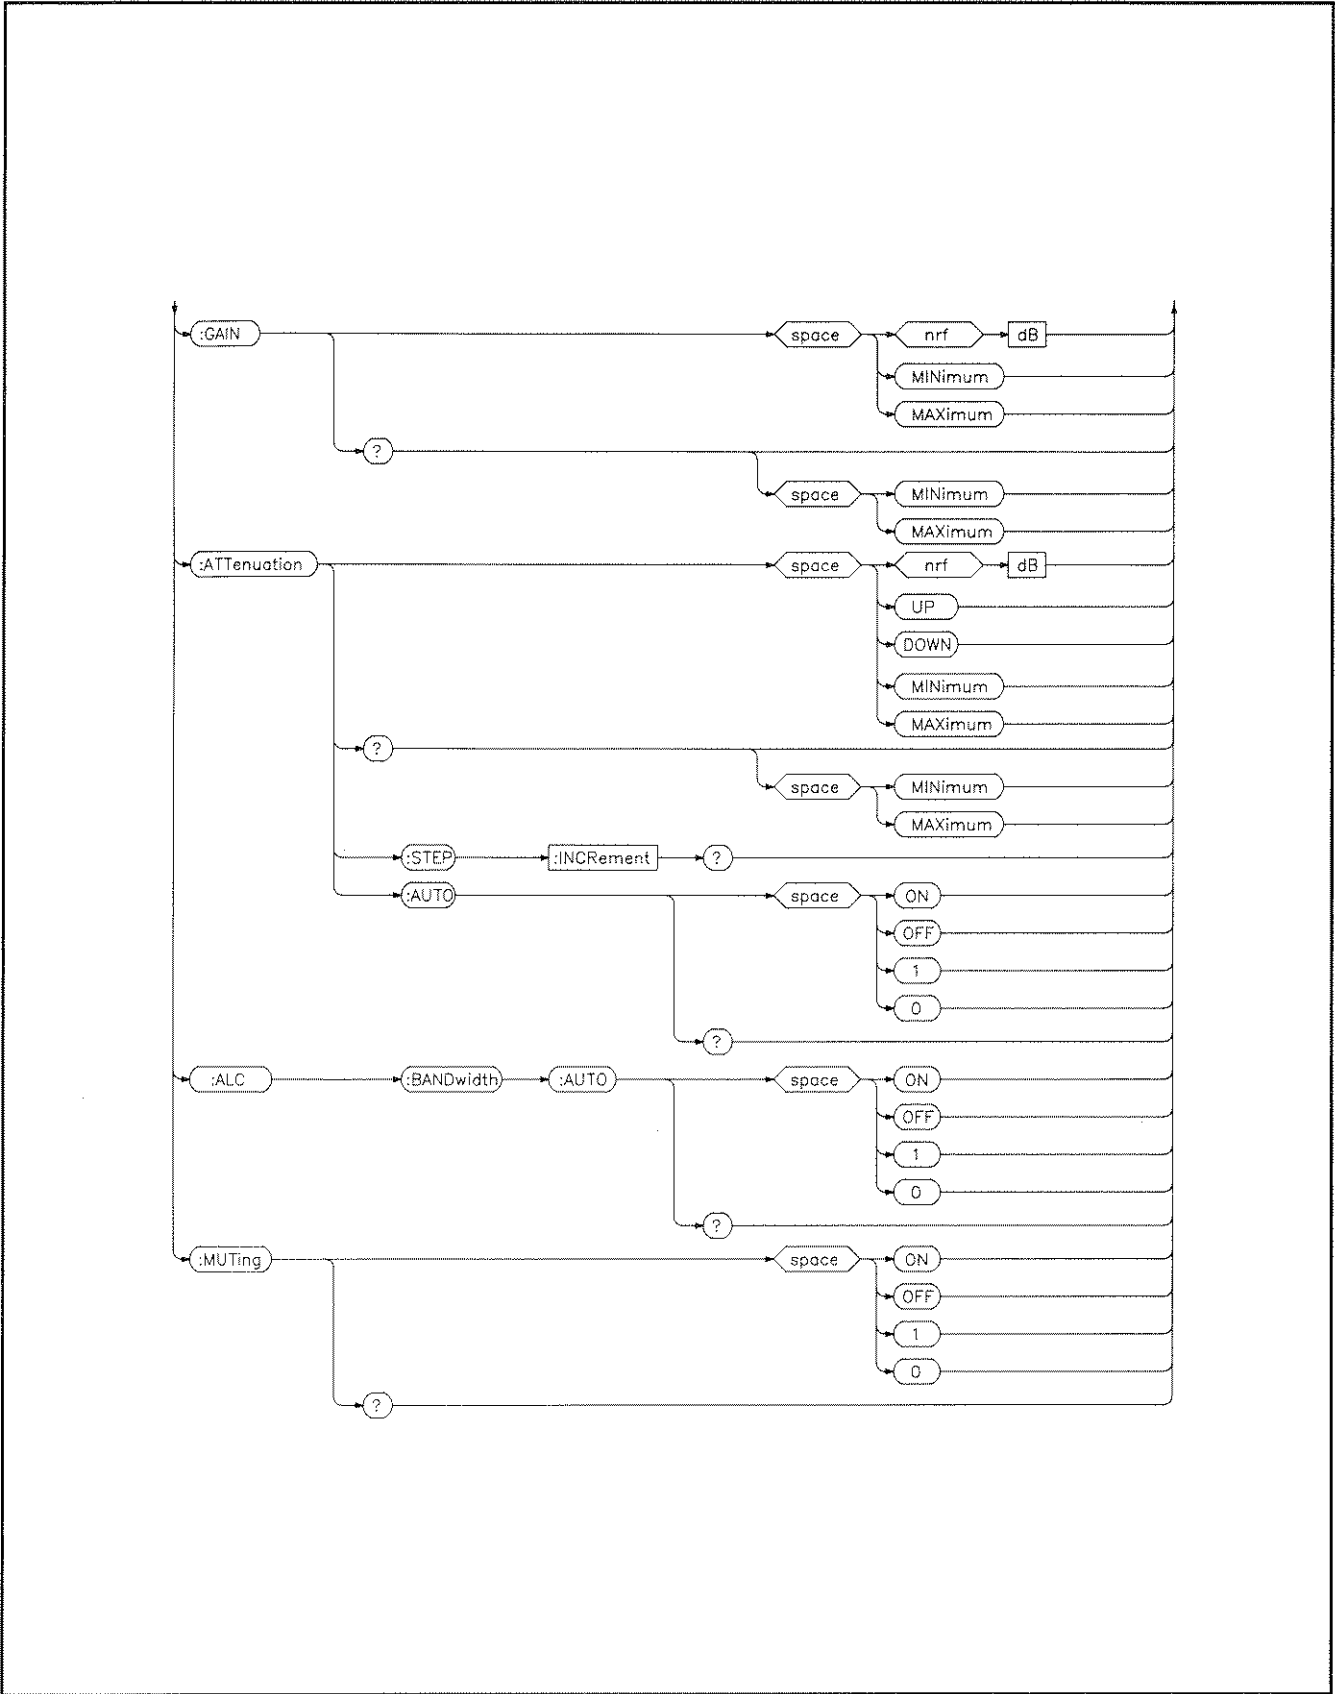 :GAIN space nrf dB
MINimum
MAXimum
?
space MINimum
MAXimum
:ATTenuation space nrf dB
UP
DOWN
MINimum
MAXimum
?
space MINimum
MAXimum
:STEP :INCRement ?
:AUTO space ON
OFF
1
0
?
:ALC :BANDwidth :AUTO space ON
OFF
1
0
?
:MUTing space ON
OFF
1
0
?